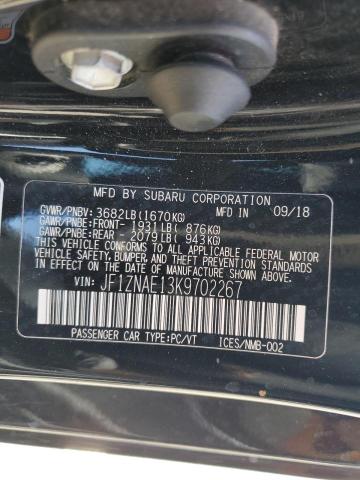 MFD BY SUBARU CORPORATION
GVWR/PNBV: 3682LB(1670KG) MFD IN 09/18
GAWR/PNBE:FRONT- 1931LB( 876KG)
GAWR/PNBE:REAR - 2079LB( 943KG)
THIS VEHICLE CONFORMS TO ALL APPLICABLE FEDERAL MOTOR
VEHICLE SAFETY, BUMPER, AND THEFT PREVENTION STANDARDS
IN EFFECT ON THE DATE OF MANUFACTURE SHOWN ABOVE.
VIN: JF1ZNAE13K9702267
PASSENGER CAR TYPE:PC/VT ICES/NMB-002